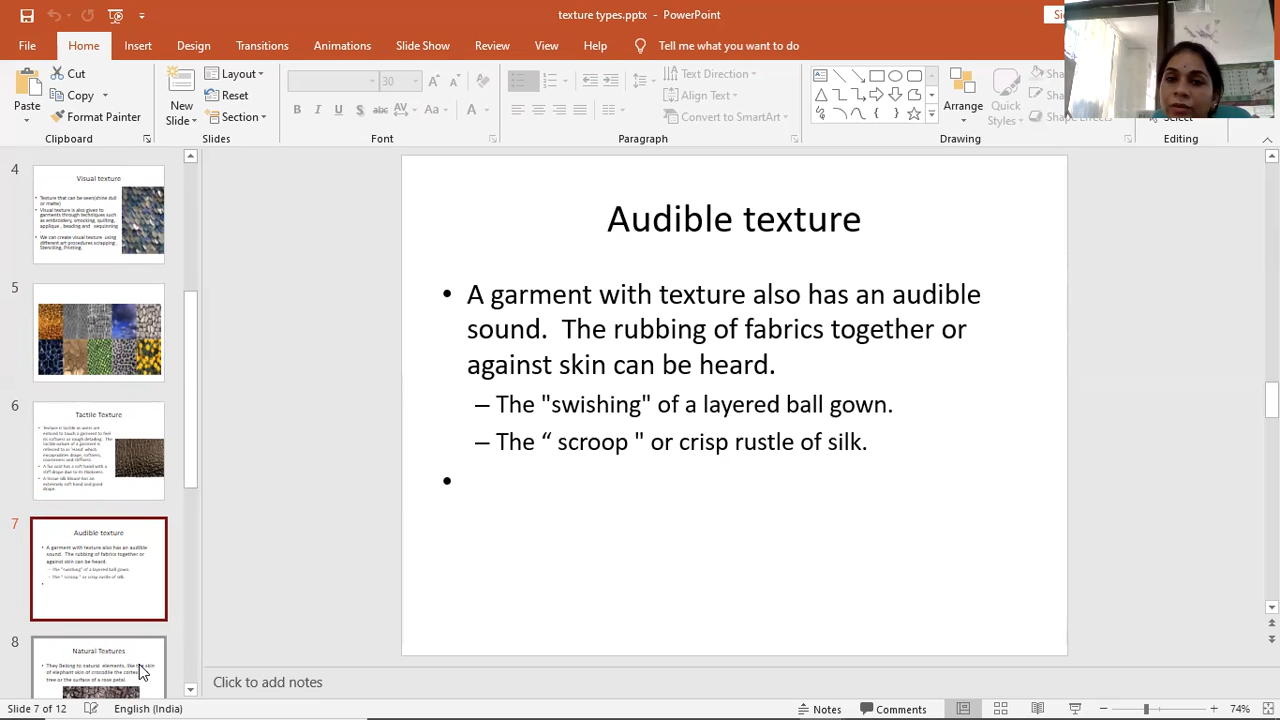 texture types.pptx - PowerPoint
File Home Insert Design Transitions Animations Slide Show Review View Help Tell me what you want to do
Paste
Cut
Copy
Format Painter
Clipboard
New
Slide
Layout
Reset
Section
Slides
30
Font
Text Direction
Align Text
Convert to SmartArt
Paragraph
Arrange
Quick
Styles
Shape Effects
Drawing
Select
Editing
4
Visual texture
• Texture that can be seen(shine dull
or matte)
• Visual texture is also given to
garments through techniques such
as embroidery, smocking, quilting,
applique , beading and sequinning
• We can create visual texture using
different art procedures scrapping ,
Stenciling, Printing.
5
6
Tactile Texture
• Texture is tactile as users are
enticed to touch a garment to feel
its softness or rough detailing. The
tactile nature of a garment is
referred to as 'Hand' which
encapsulates drape, softness,
coarseness and stiffness.
• A fur coat has a soft hand with a
stiff drape due to its thickness.
• A tissue silk blouse has an
extremely soft hand and good
drape.
7
Audible texture
• A garment with texture also has an audible
sound. The rubbing of fabrics together or
against skin can be heard.
– The "swishing" of a layered ball gown.
– The “ scroop " or crisp rustle of silk.
•
8
Natural Textures
• They Belong to natural elements, like the skin
of elephant skin of crocodile the cortex
tree or the surface of a rose petal.
Audible texture
• A garment with texture also has an audible
sound. The rubbing of fabrics together or
against skin can be heard.
– The "swishing" of a layered ball gown.
– The “ scroop " or crisp rustle of silk.
•
Click to add notes
Slide 7 of 12 English (India) Notes Comments 74%